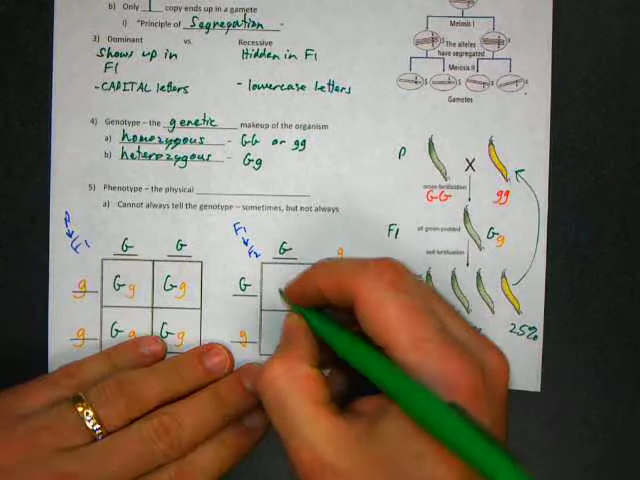 b) Only 1 copy ends up in a gamete
i) "Principle of Segregation
3) Dominant vs. Recessive
Shows up in F1
Hidden in F1
- CAPITAL letters
- lowercase letters
4) Genotype – the genetic makeup of the organism
a) homozygous - GG or gg
b) heterozygous - Gg
5) Phenotype – the physical
a) Cannot always tell the genotype – sometimes, but not always
P → F1
G G
g Gg Gg
g Gg Gg
F1 → F2
G g
G
g
Meiosis I
The alleles
have segregated
Meiosis II
S S
S S
Gametes
P X
cross-fertilization
GG gg
F1 all green-podded Gg
self-fertilization
25%